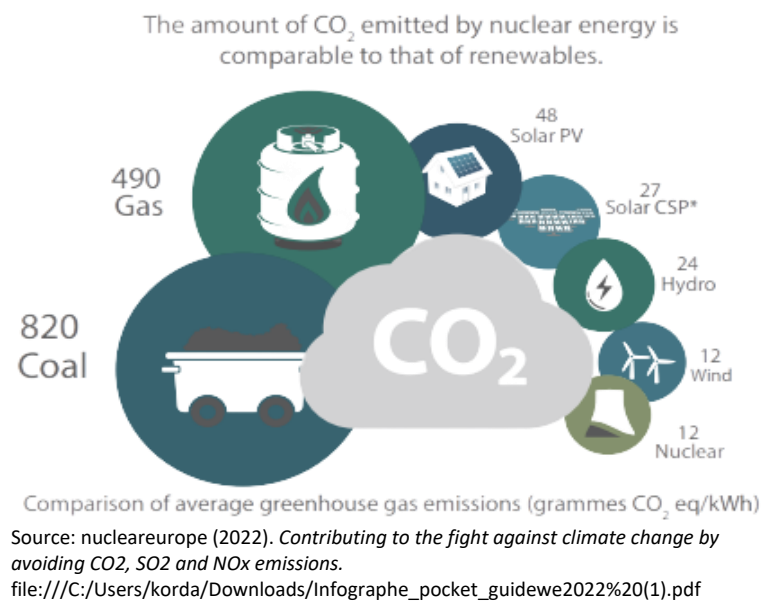 The amount of CO₂ emitted by nuclear energy is
comparable to that of renewables.
490
Gas
48
Solar PV
27
Solar CSP*
24
Hydro
820
Coal
CO₂
12
Wind
12
Nuclear
Comparison of average greenhouse gas emissions (grammes CO₂ eq/kWh)
Source: nucleareurope (2022). Contributing to the fight against climate change by
avoiding CO2, SO2 and NOx emissions.
file:///C:/Users/korda/Downloads/Infographe_pocket_guidewe2022%20(1).pdf